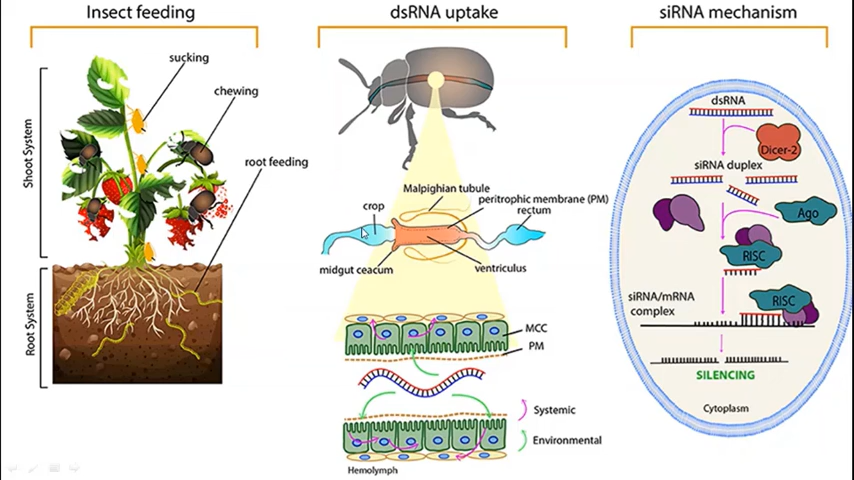 Insect feeding
sucking
chewing
root feeding
Shoot System
Root System
dsRNA uptake
Malpighian tubule
crop
peritrophic membrane (PM)
rectum
midgut ceacum
ventriculus
MCC
PM
Systemic
Environmental
Hemolymph
siRNA mechanism
dsRNA
Dicer-2
siRNA duplex
Ago
RISC
siRNA/mRNA
complex
RISC
SILENCING
Cytoplasm